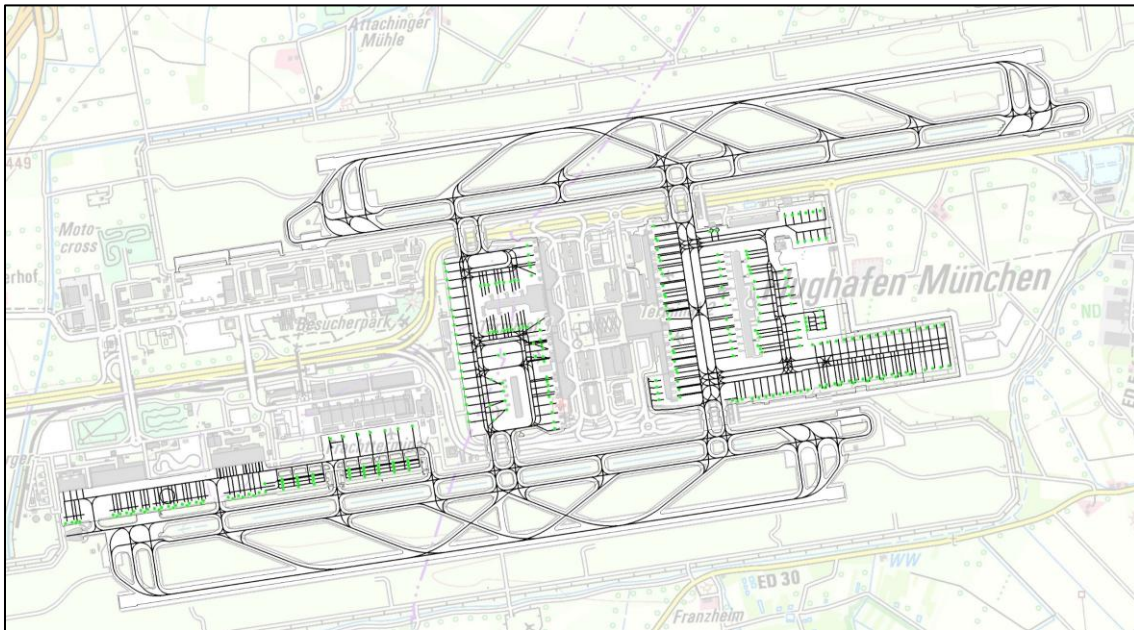 Attachinger
Mühle
449
Moto-
cross
erhof
Flughafen München
Besucherpark
ND
ED 30
WW
Franzheim